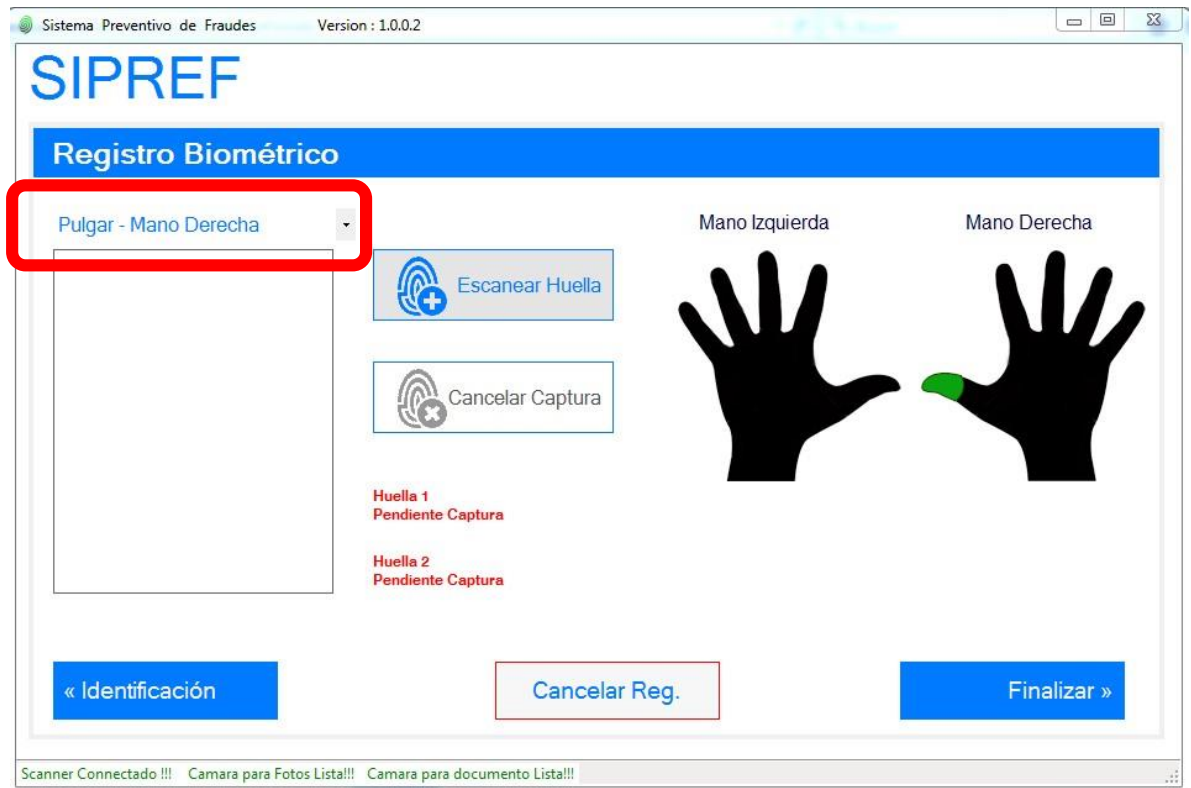 Sistema Preventivo de Fraudes Version : 1.0.0.2
SIPREF
Registro Biométrico
Pulgar - Mano Derecha
Mano Izquierda
Mano Derecha
Escanear Huella
Cancelar Captura
Huella 1
Pendiente Captura
Huella 2
Pendiente Captura
« Identificación
Cancelar Reg.
Finalizar »
Scanner Connectado !!! Camara para Fotos Lista!!! Camara para documento Lista!!!